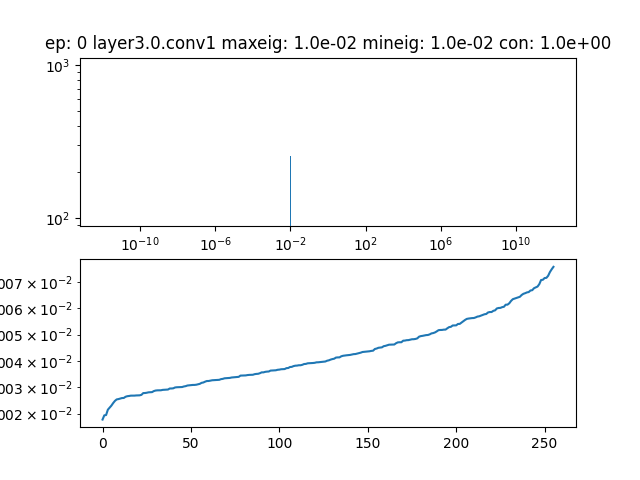 ep: 0 layer3.0.conv1 maxeig: 1.0e-02 mineig: 1.0e-02 con: 1.0e+00
10³
10²
10⁻¹⁰ 10⁻⁶ 10⁻² 10² 10⁶ 10¹⁰
007 × 10⁻²
006 × 10⁻²
005 × 10⁻²
004 × 10⁻²
003 × 10⁻²
002 × 10⁻²
0 50 100 150 200 250